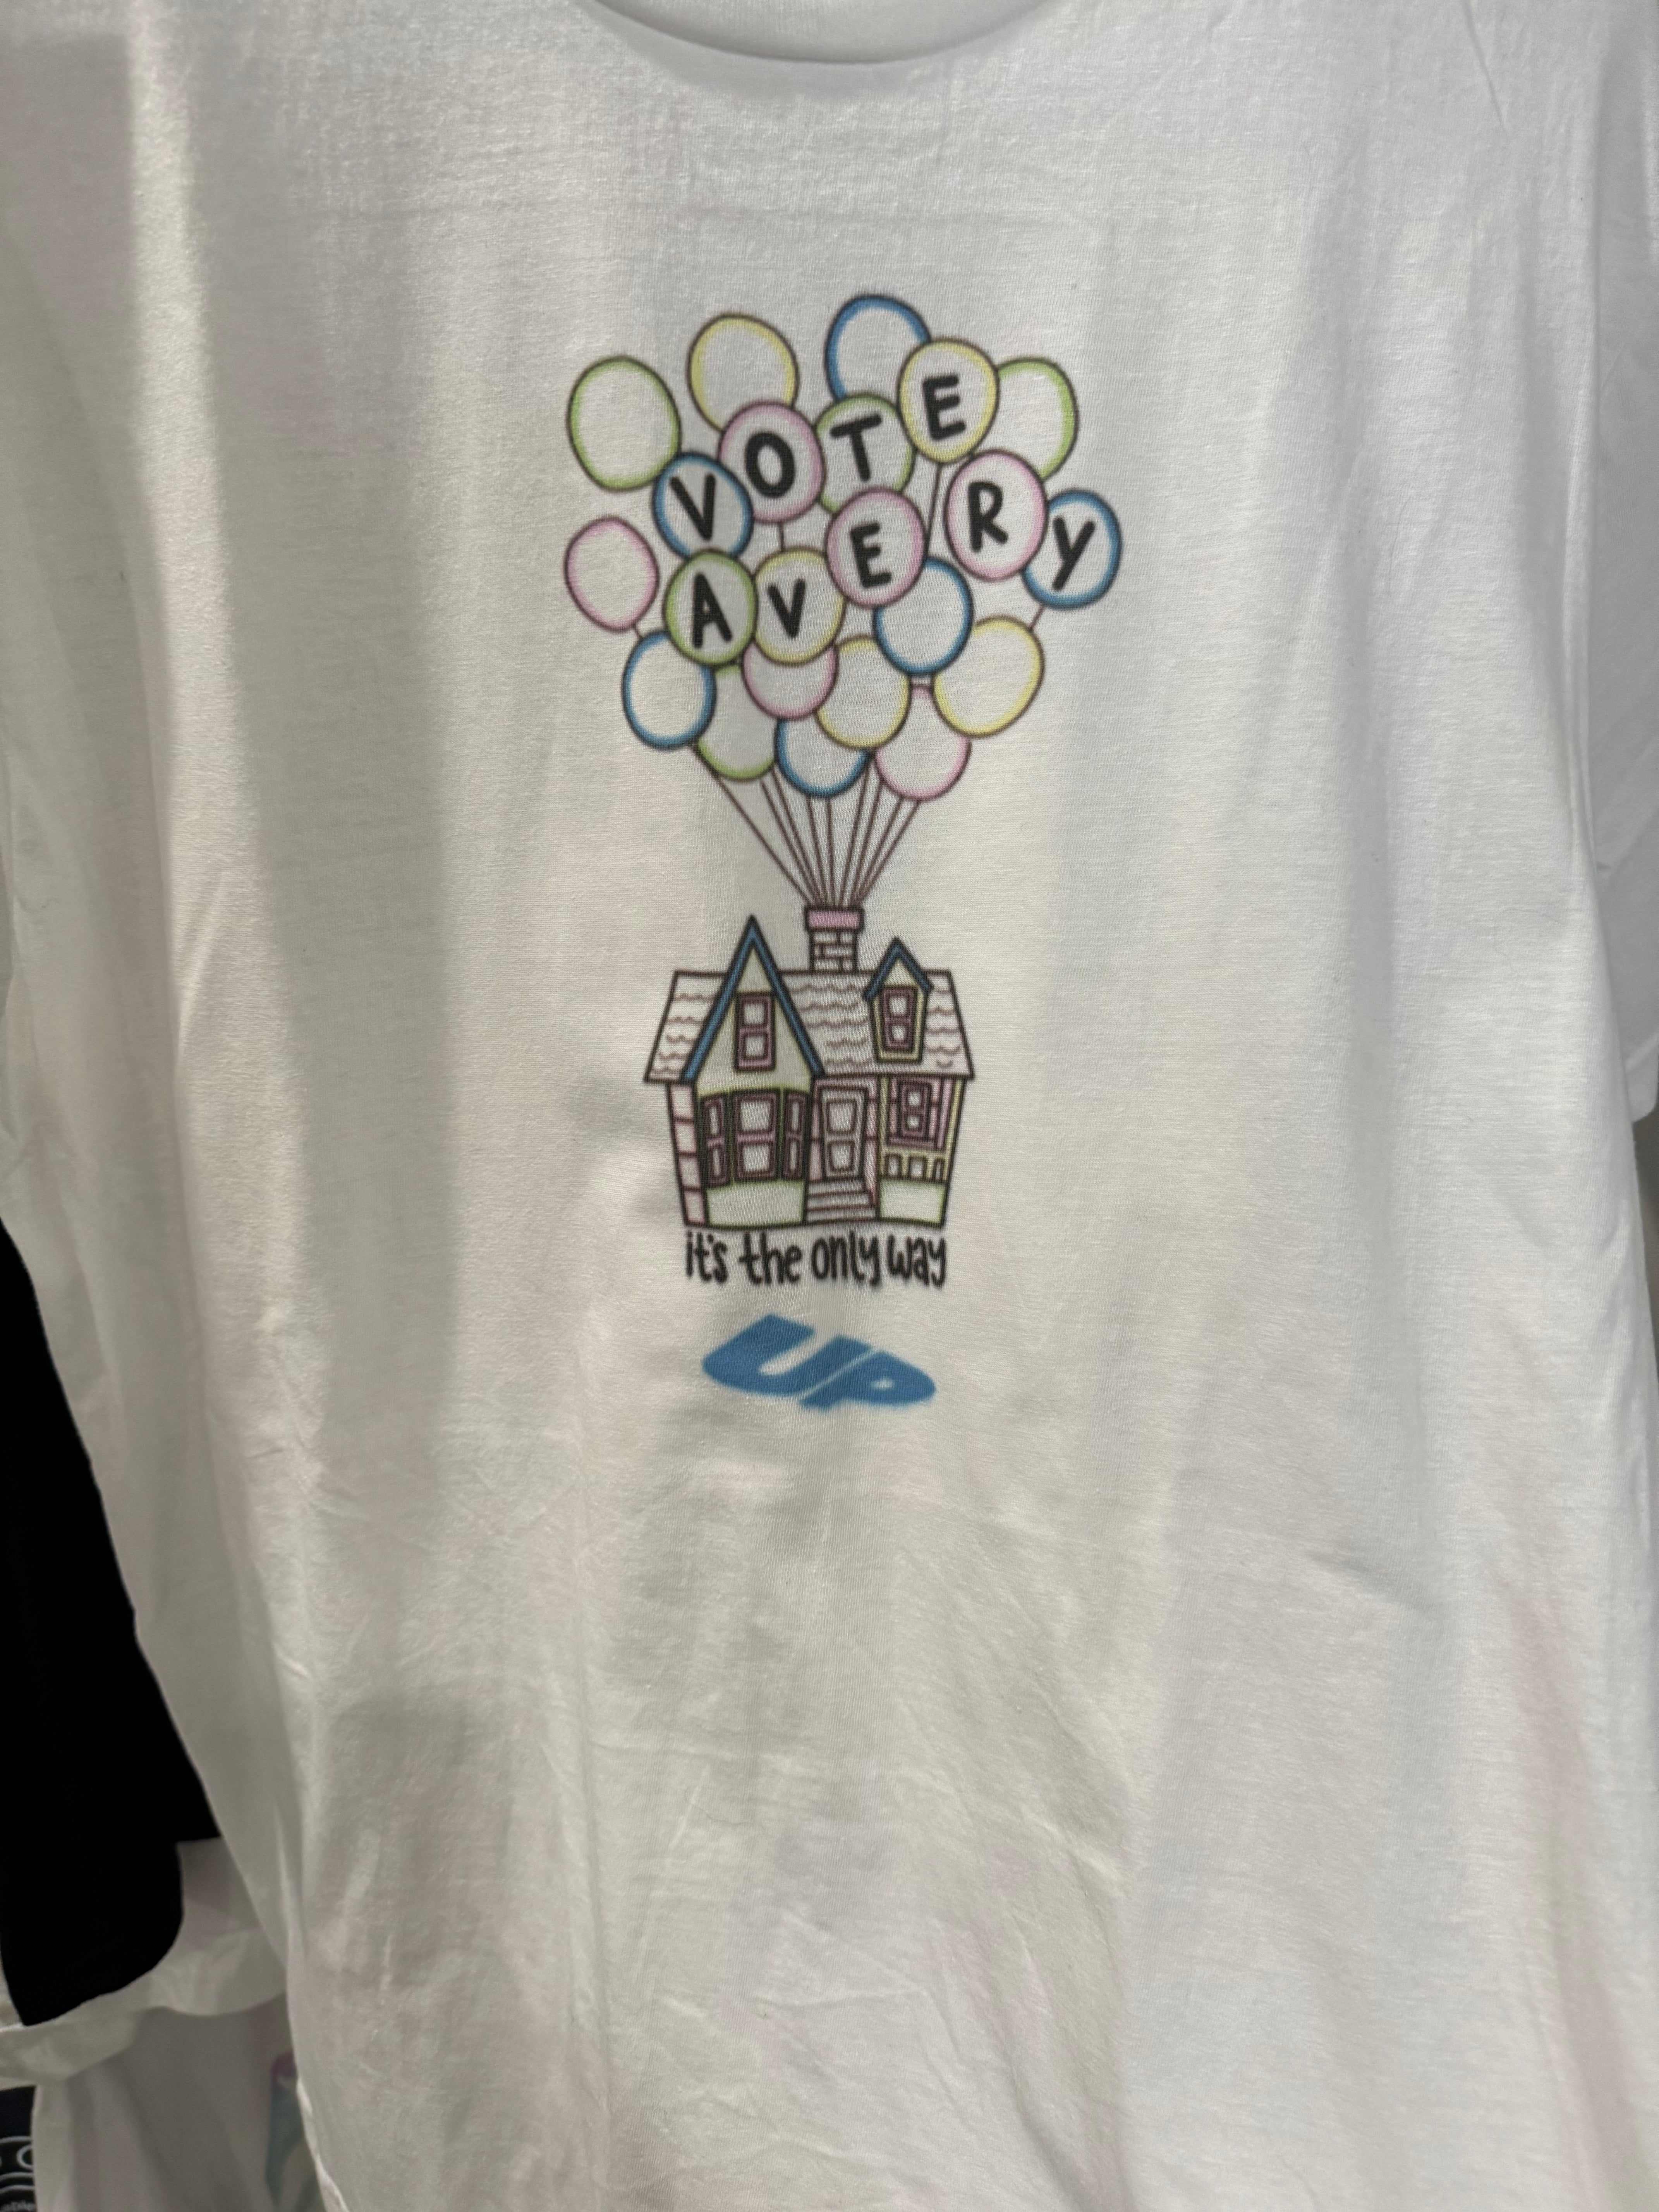 VOTE
AVERY
it's the only way
UP